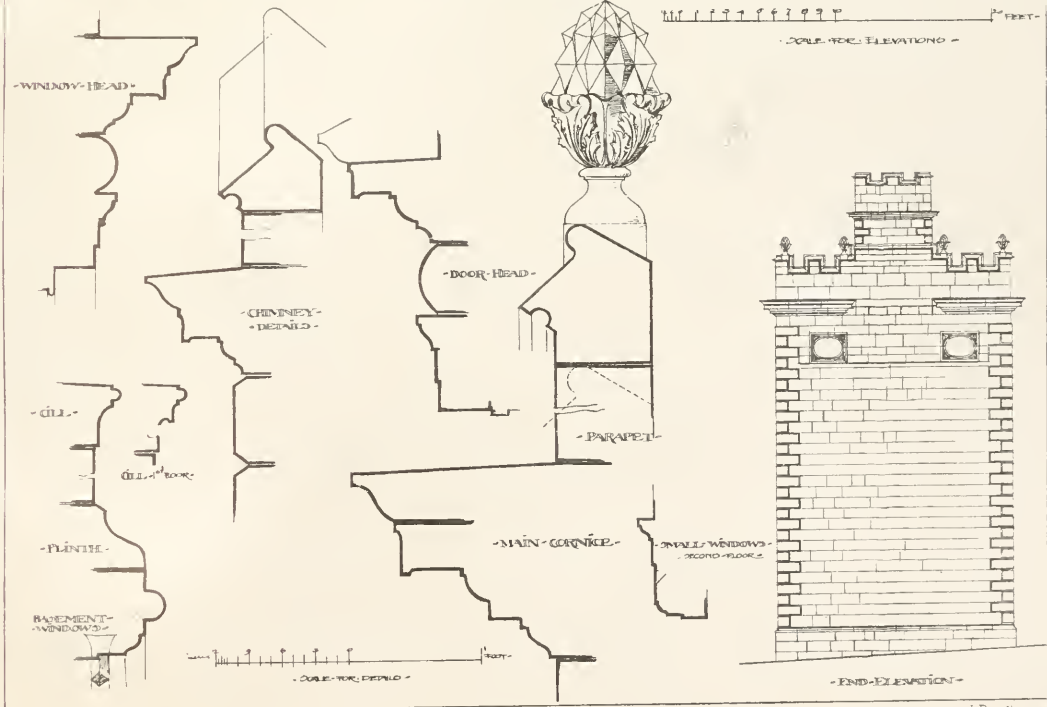 FEET-
- SCALE FOR ELEVATIONS -
- WINDOW-HEAD -
- DOOR-HEAD -
- CHIMNEY-
- DETAILS -
- CILL -
CILL 1st FLOOR -
- PARAPET -
- PLINTH -
- MAIN-CORNICE -
- SMALL-WINDOWS -
- SECOND-FLOOR -
BASEMENT-
WINDOWS -
FOOT-
- SCALE FOR DETAILS -
- END-ELEVATION -